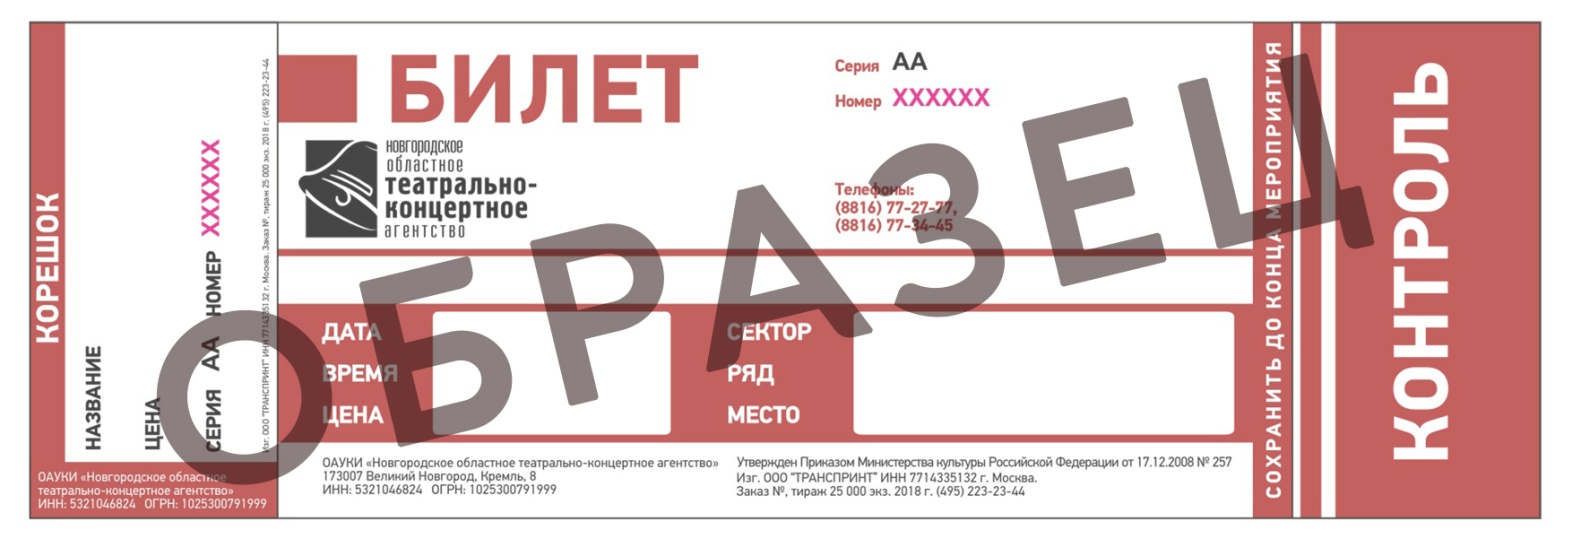 КОРЕШОК
НАЗВАНИЕ
ЦЕНА
СЕРИЯ АА НОМЕР XXXXXX
Изг. ООО "ТРАНСПРИНТ" ИНН 7714335132 г. Москва. Заказ №, тираж 25 000 экз. 2018 г. (495) 223-23-44
ОАУКИ «Новгородское областное
театрально-концертное агентство»
ИНН: 5321046824 ОГРН: 1025300791999
БИЛЕТ
Серия АА
Номер XXXXXX
НОВГОРОДСКОЕ
ОБЛАСТНОЕ
ТЕАТРАЛЬНО-
КОНЦЕРТНОЕ
АГЕНТСТВО
Телефоны:
(8816) 77-27-77,
(8816) 77-34-45
ДАТА
ВРЕМЯ
ЦЕНА
СЕКТОР
РЯД
МЕСТО
ОАУКИ «Новгородское областное театрально-концертное агентство»
173007 Великий Новгород, Кремль, 8
ИНН: 5321046824 ОГРН: 1025300791999
Утвержден Приказом Министерства культуры Российской Федерации от 17.12.2008 № 257
Изг. ООО "ТРАНСПРИНТ" ИНН 7714335132 г. Москва.
Заказ №, тираж 25 000 экз. 2018 г. (495) 223-23-44
СОХРАНИТЬ ДО КОНЦА МЕРОПРИЯТИЯ
КОНТРОЛЬ
ОБРАЗЕЦ